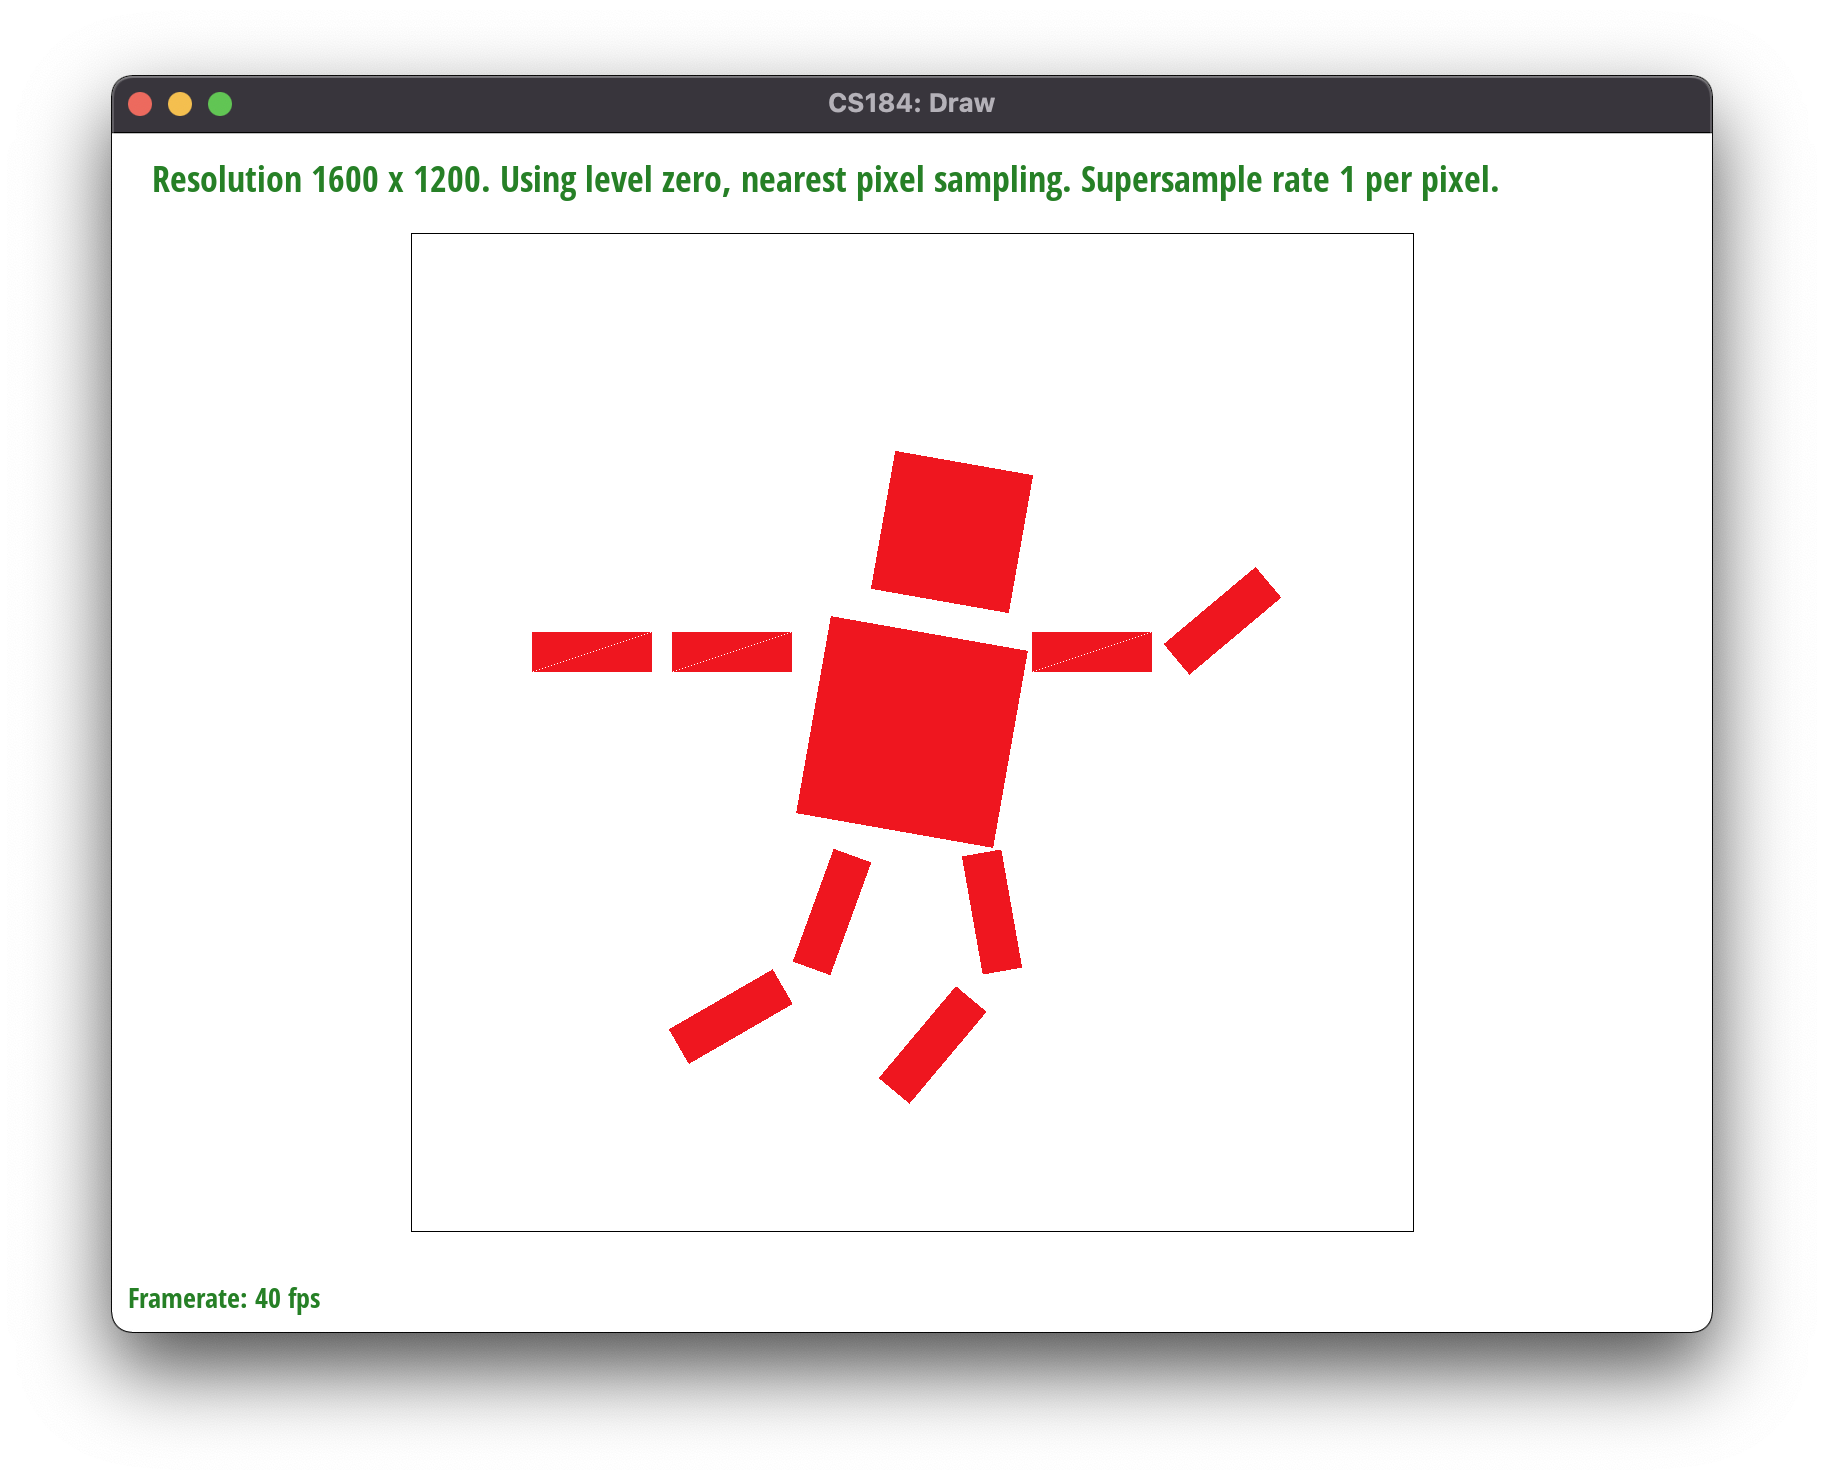 CS184: Draw
Resolution 1600 x 1200. Using level zero, nearest pixel sampling. Supersample rate 1 per pixel.
Framerate: 40 fps